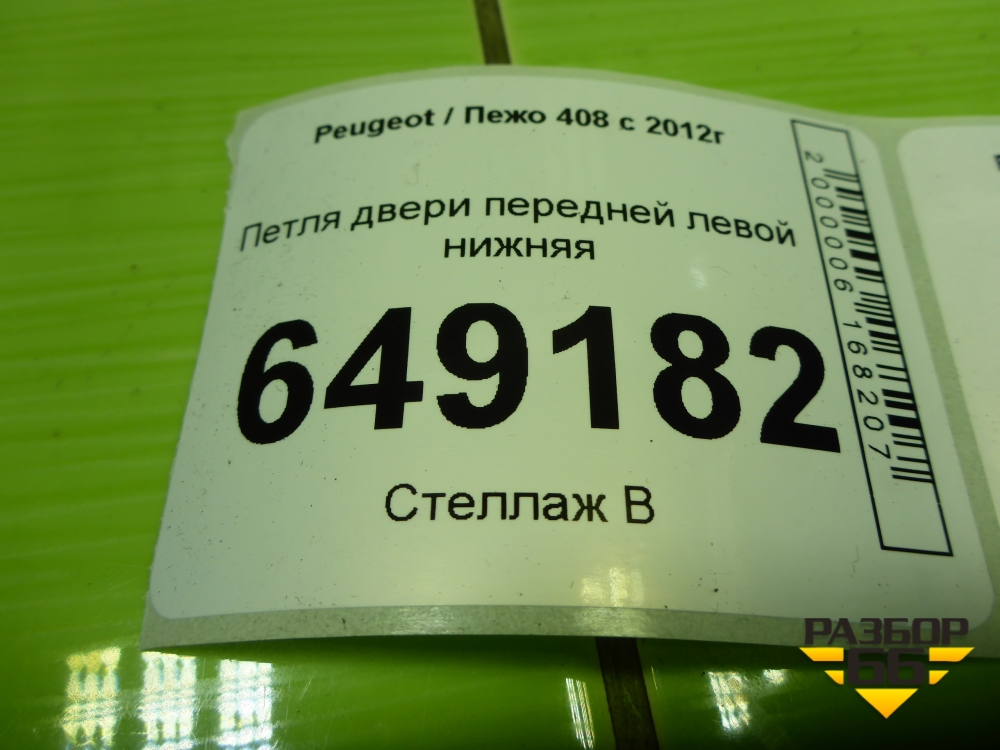 Peugeot / Пежо 408 с 2012г
Петля двери передней левой
нижняя
649182
Стеллаж В
2000006168207
РАЗБОР
66